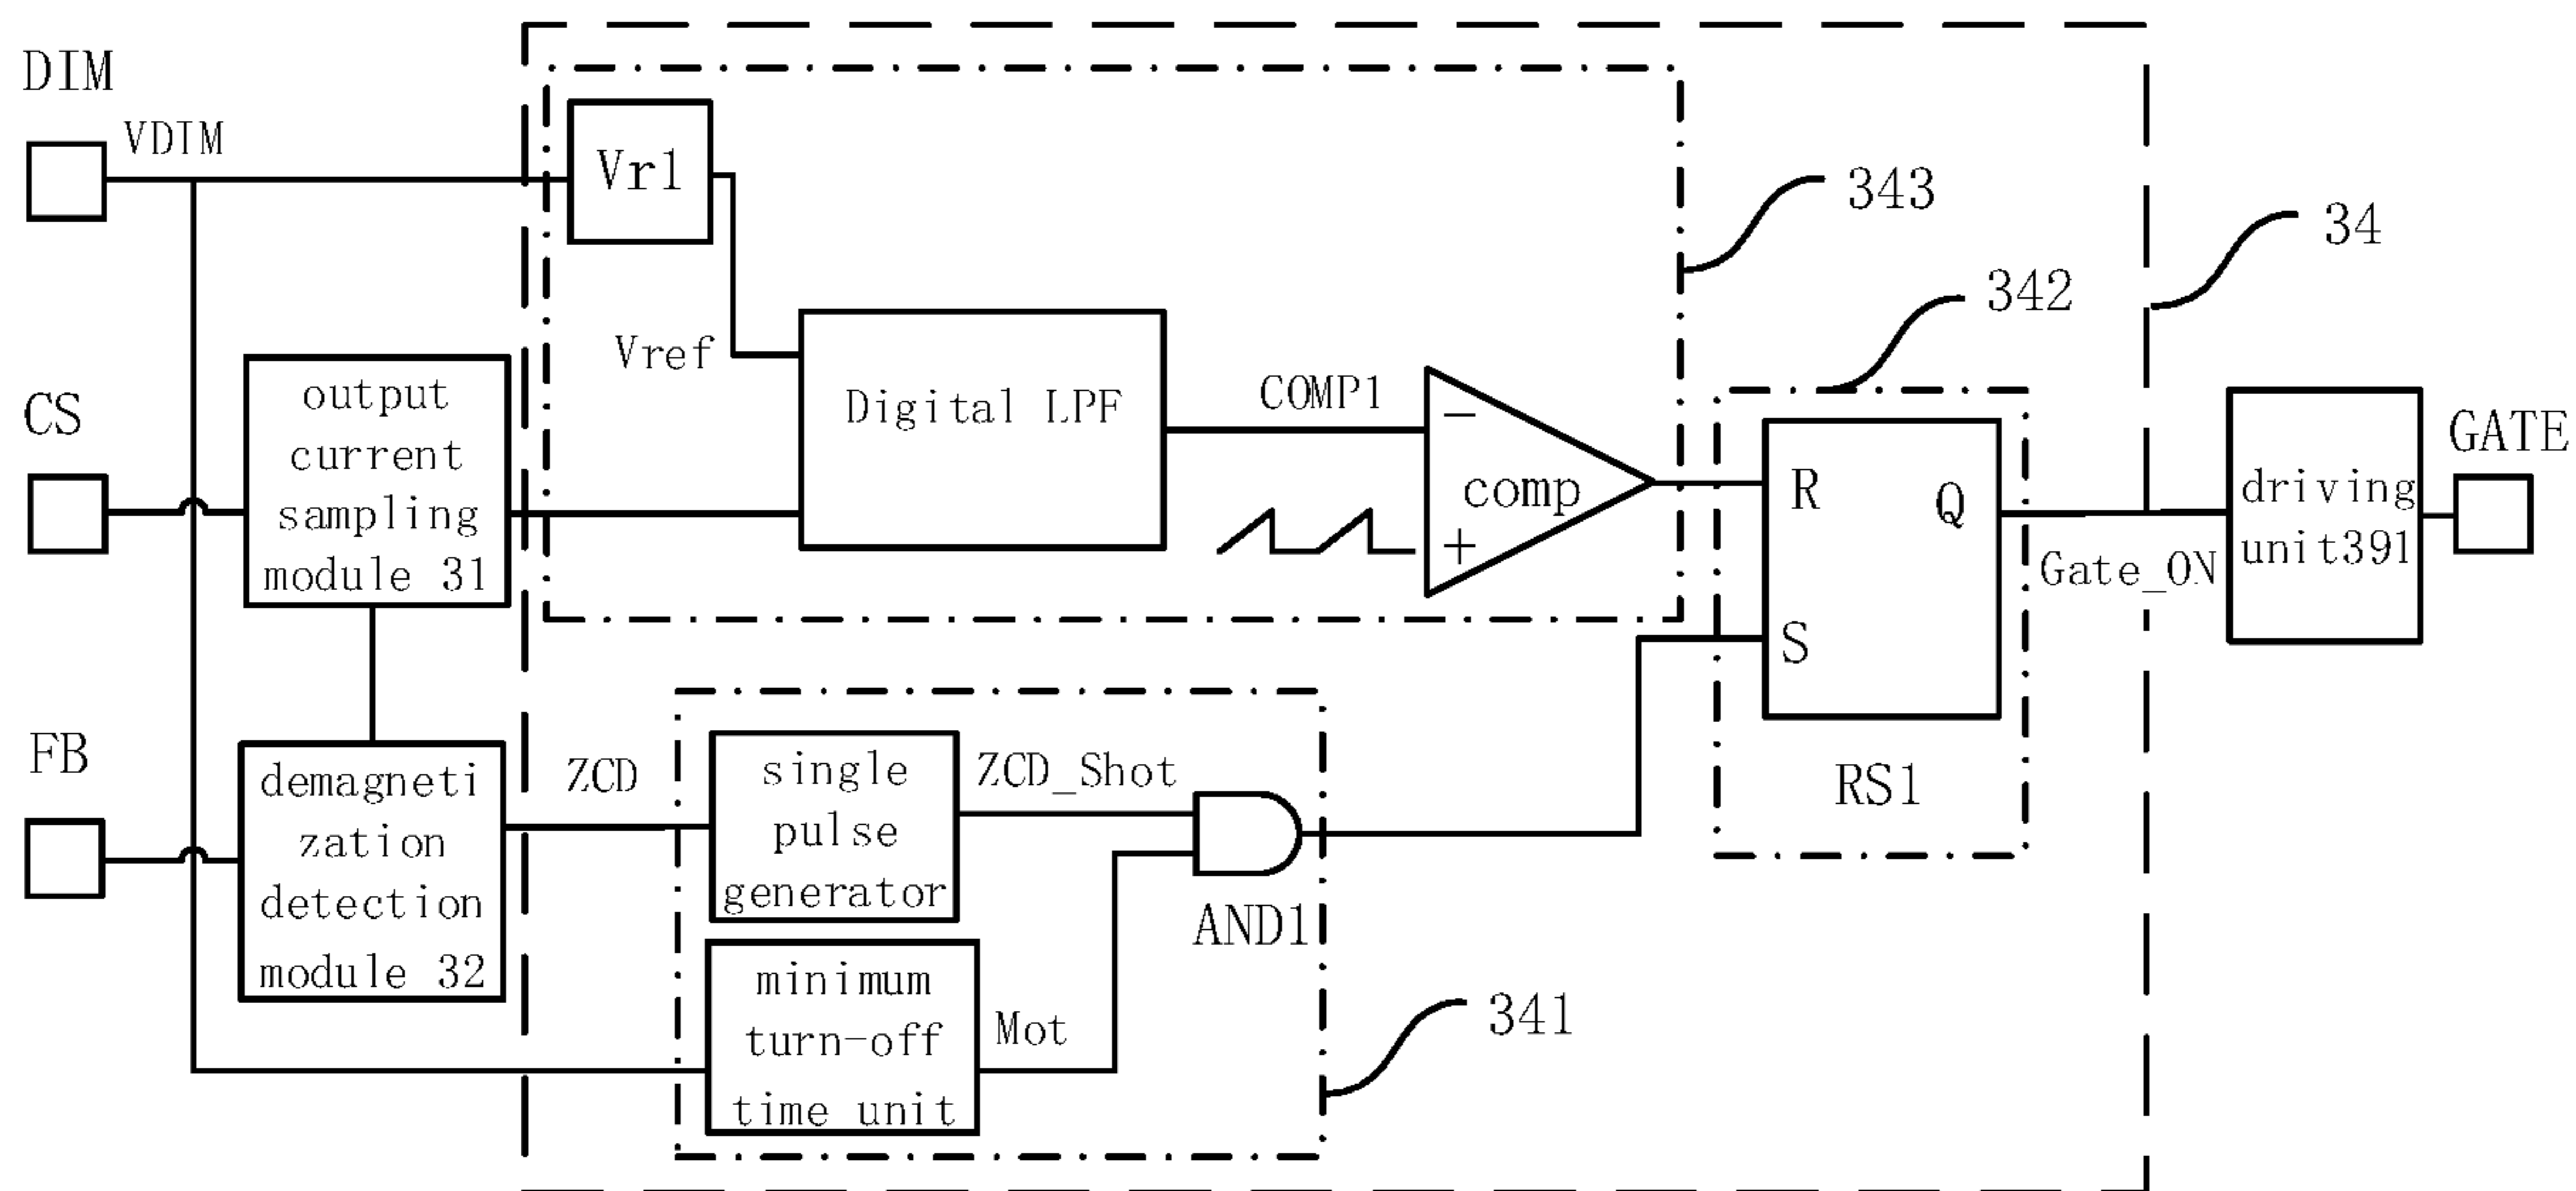 DIM
VDIM
Vr1
343
34
342
Vref
output
current
sampling
module 31
CS
Digital LPF
COMP1
−
comp
+
R
Q
S
RS1
Gate_ON
driving
unit391
GATE
FB
demagneti
zation
detection
module 32
ZCD
single
pulse
generator
ZCD_Shot
AND1
minimum
turn-off
time unit
Mot
341